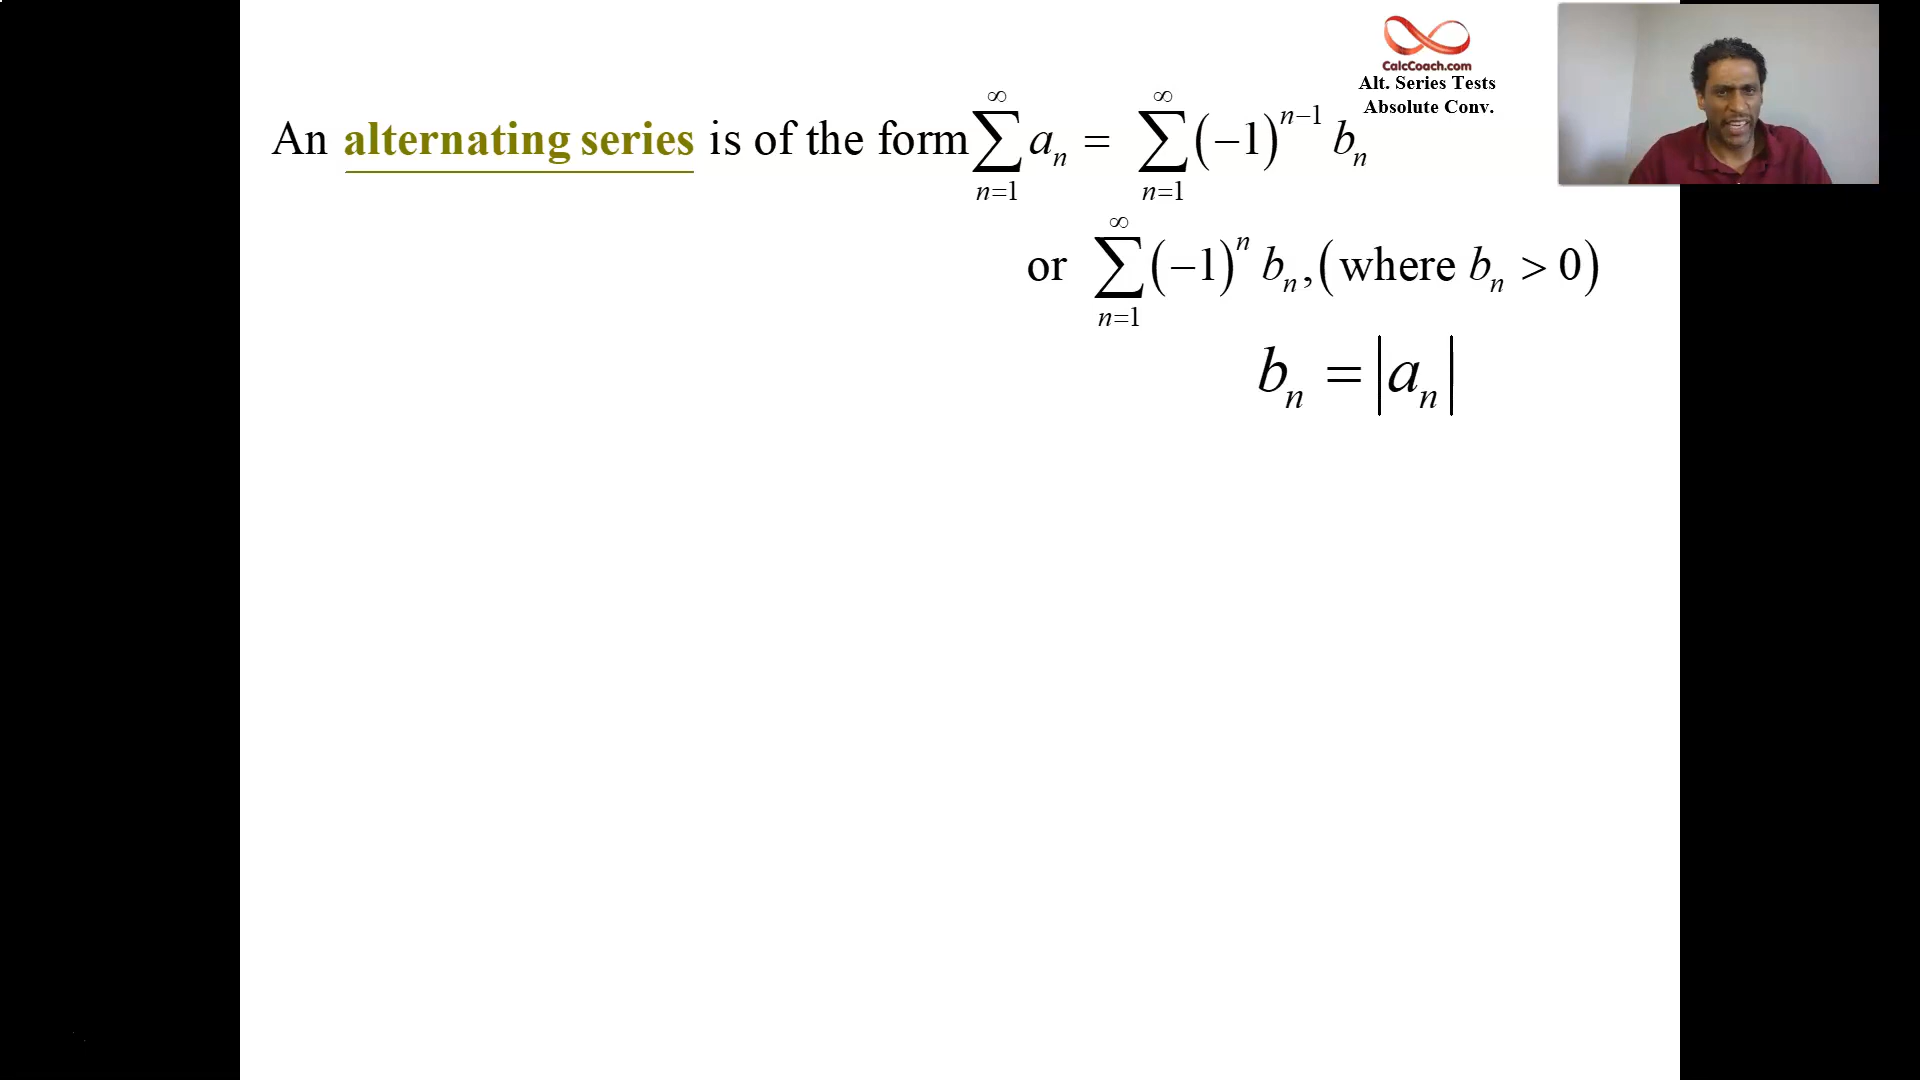 CalcCoach.com
Alt. Series Tests
Absolute Conv.
An alternating series is of the form ∑_{n=1}^{∞} a_n = ∑_{n=1}^{∞} (−1)^{n−1} b_n
or ∑_{n=1}^{∞} (−1)^n b_n, (where b_n > 0)
b_n = |a_n|